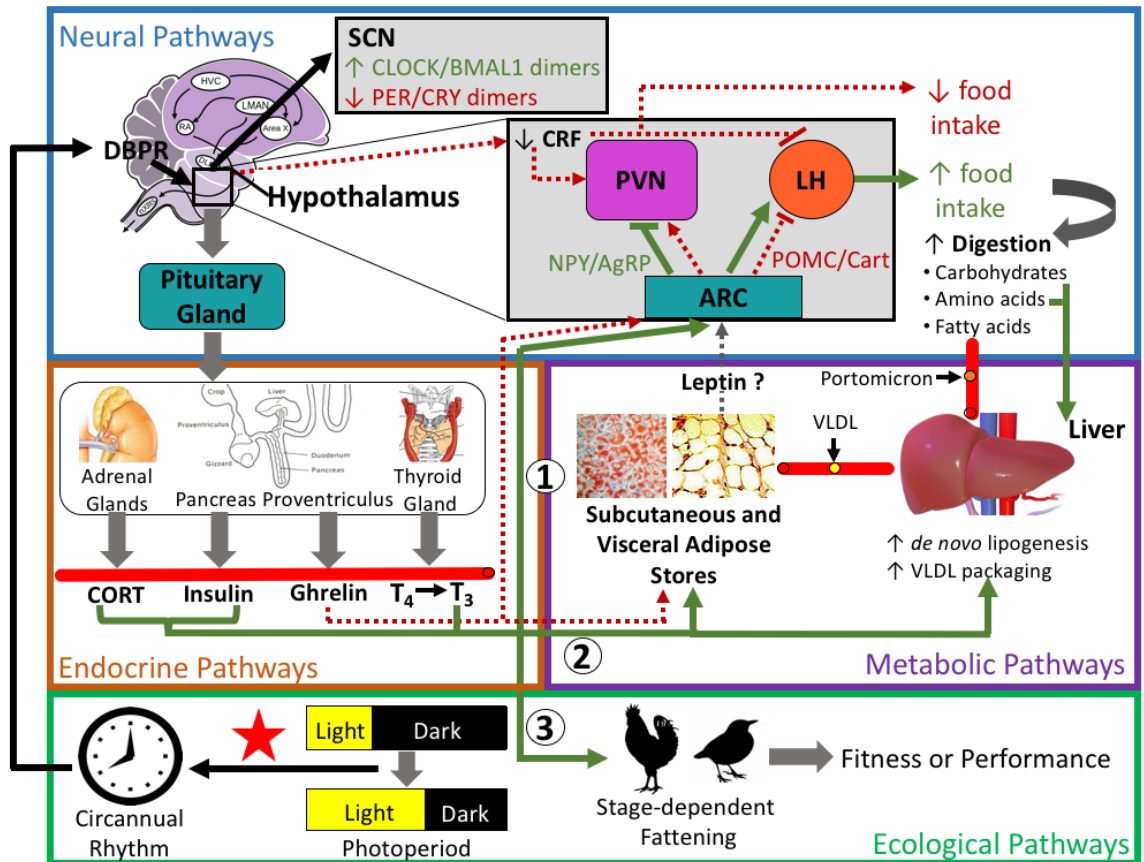 Neural Pathways
SCN
↑ CLOCK/BMAL1 dimers
↓ PER/CRY dimers
HVC
LMAN
RA
Area X
DBPR
Hypothalamus
Pituitary
Gland
↓ CRF
PVN
LH
NPY/AgRP
POMC/Cart
ARC
↓ food
intake
↑ food
intake
↑ Digestion
• Carbohydrates
• Amino acids
• Fatty acids
Crop
Liver
Proventriculus
Gizzard
Duodenum
Pancreas
Adrenal
Glands
Pancreas
Proventriculus
Thyroid
Gland
CORT
Insulin
Ghrelin
T4
T3
Endocrine Pathways
1
2
3
Leptin ?
Portomicron
VLDL
Liver
Subcutaneous and
Visceral Adipose
Stores
↑ de novo lipogenesis
↑ VLDL packaging
Metabolic Pathways
Circannual
Rhythm
Light
Dark
Light
Dark
Photoperiod
Stage-dependent
Fattening
Fitness or Performance
Ecological Pathways